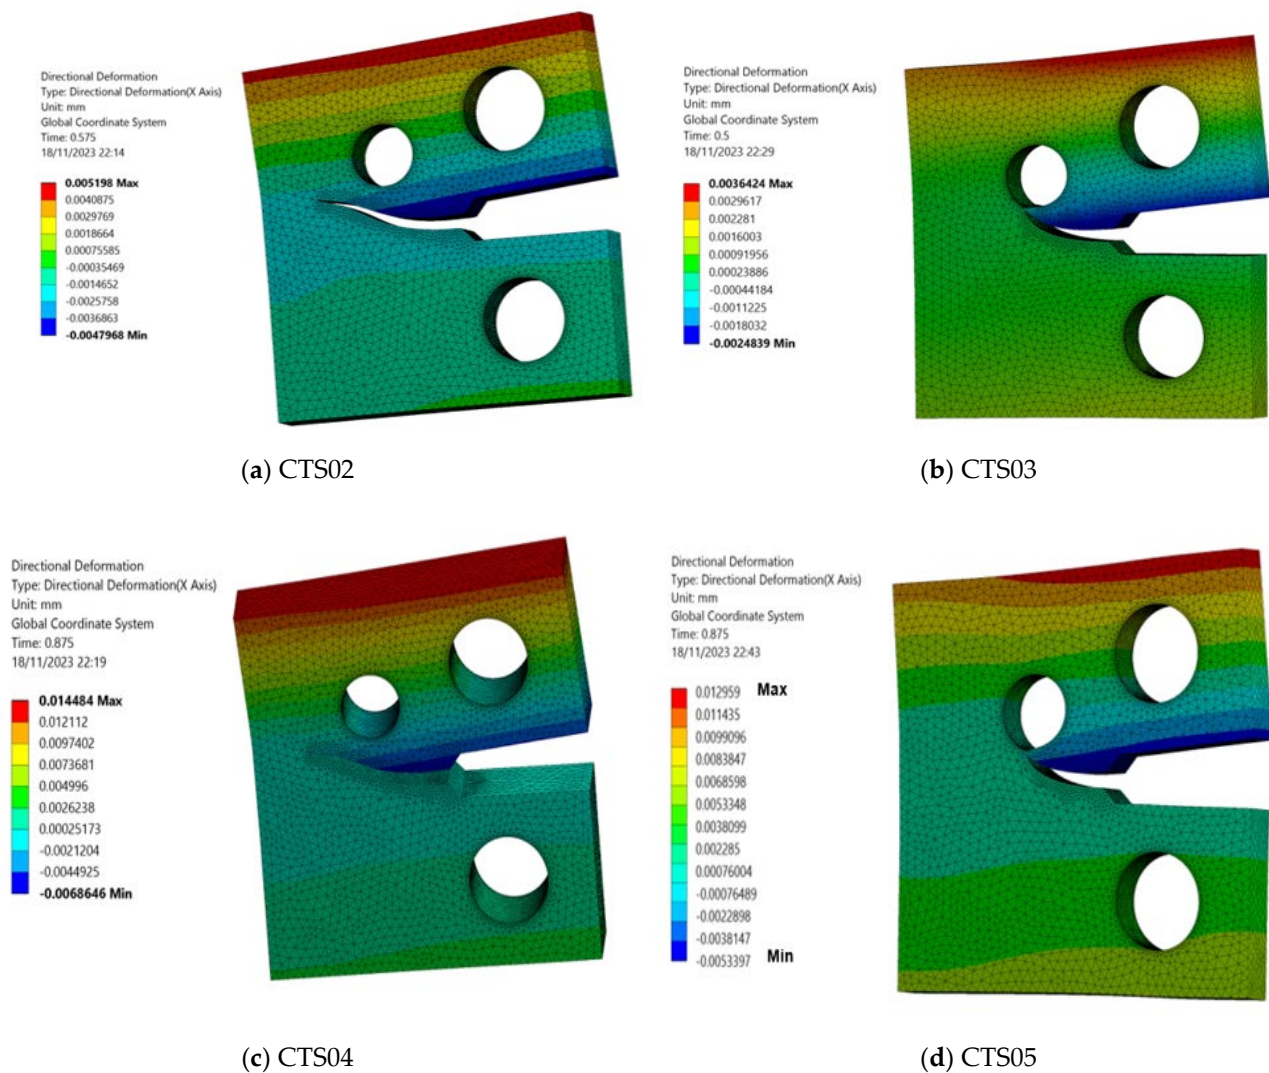 Directional Deformation
Type: Directional Deformation(X Axis)
Unit: mm
Global Coordinate System
Time: 0.575
18/11/2023 22:14
0.005198 Max
0.0040875
0.0029769
0.0018664
0.00075585
-0.00035469
-0.0014652
-0.0025758
-0.0036863
-0.0047968 Min
(a) CTS02
Directional Deformation
Type: Directional Deformation(X Axis)
Unit: mm
Global Coordinate System
Time: 0.5
18/11/2023 22:29
0.0036424 Max
0.0029617
0.002281
0.0016003
0.00091956
0.00023886
-0.00044184
-0.0011225
-0.0018032
-0.0024839 Min
(b) CTS03
Directional Deformation
Type: Directional Deformation(X Axis)
Unit: mm
Global Coordinate System
Time: 0.875
18/11/2023 22:19
0.014484 Max
0.012112
0.0097402
0.0073681
0.004996
0.0026238
0.00025173
-0.0021204
-0.0044925
-0.0068646 Min
(c) CTS04
Directional Deformation
Type: Directional Deformation(X Axis)
Unit: mm
Global Coordinate System
Time: 0.875
18/11/2023 22:43
0.012959 Max
0.011435
0.0099096
0.0083847
0.0068598
0.0053348
0.0038099
0.002285
0.00076004
-0.00076489
-0.0022898
-0.0038147
-0.0053397 Min
(d) CTS05